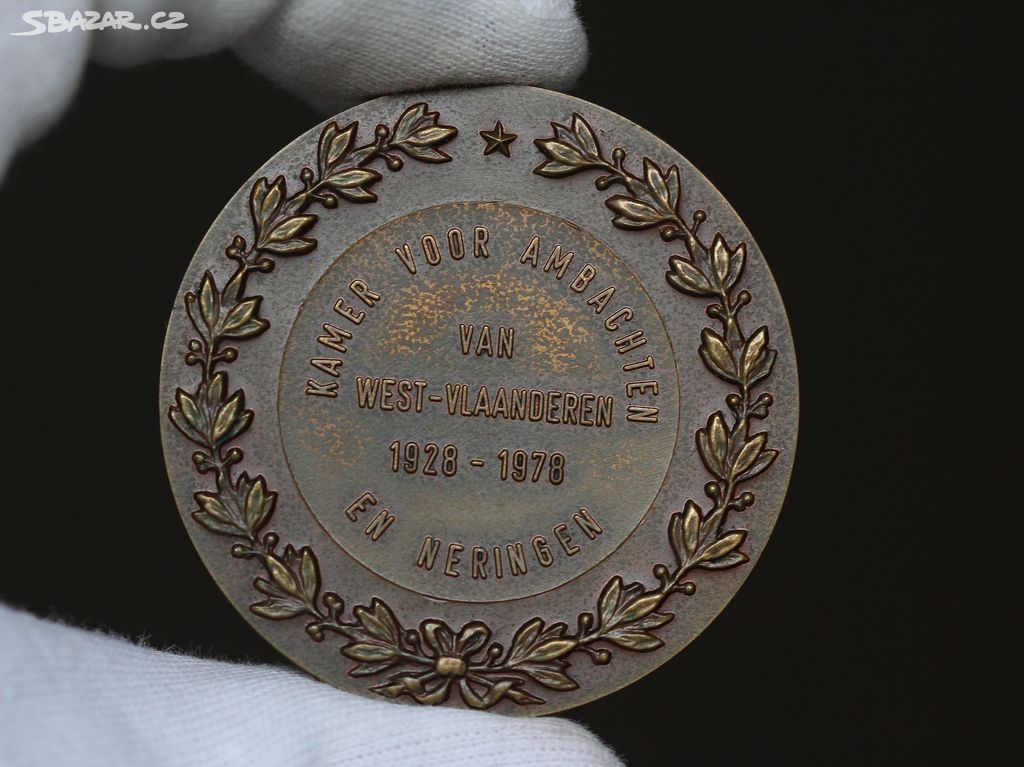 SBAZAR.CZ
KAMER VOOR AMBACHTEN
VAN
WEST-VLAANDEREN
1928 - 1978
EN NERINGEN